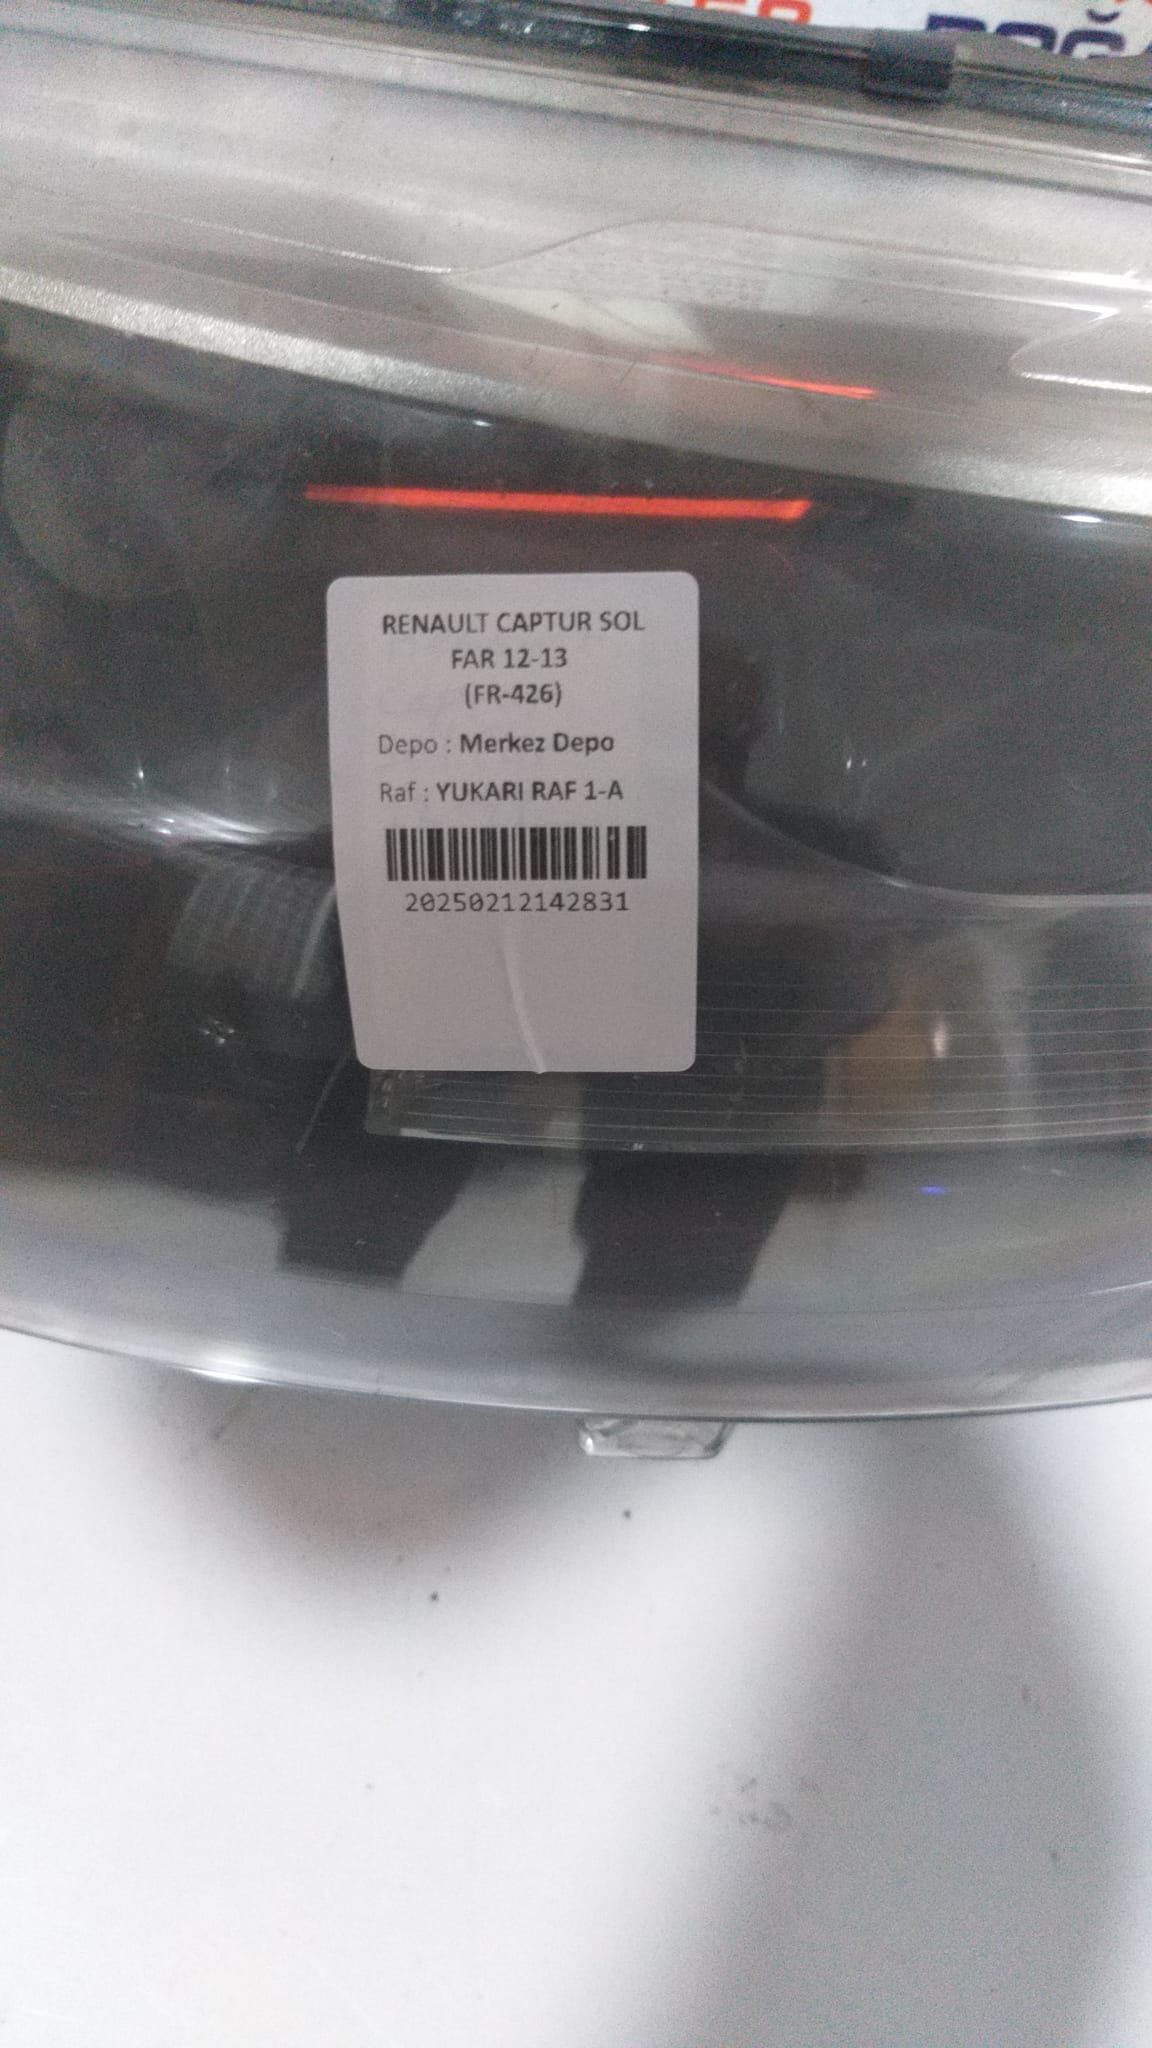 RENAULT CAPTUR SOL
FAR 12-13
(FR-426)
Depo : Merkez Depo
Raf : YUKARI RAF 1-A
20250212142831